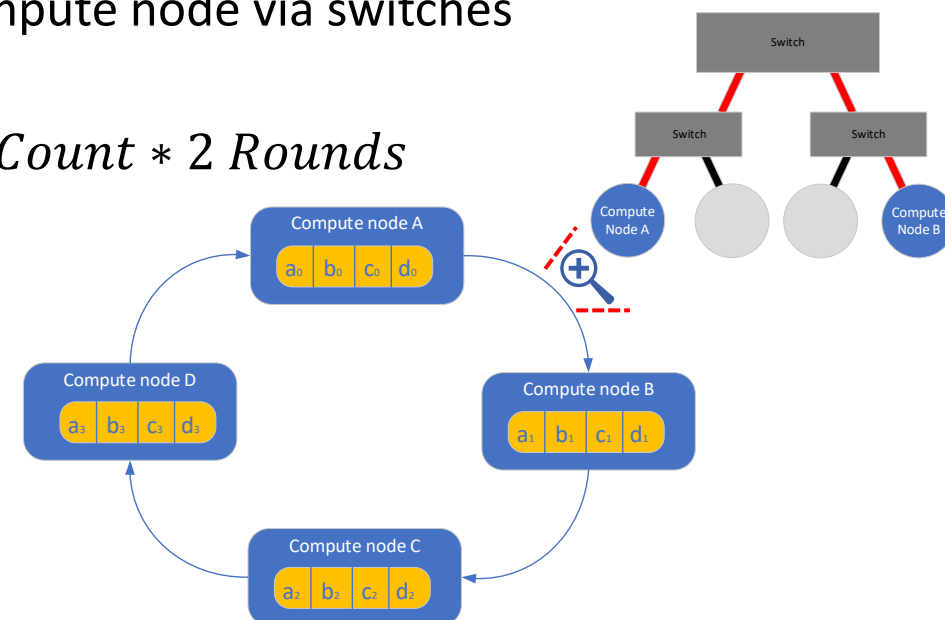 mpute node via switches
Count ∗ 2 Rounds
Switch
Switch
Switch
Compute
Node A
Compute
Node B
Compute node A
a₀ b₀ c₀ d₀
Compute node D
a₃ b₃ c₃ d₃
Compute node B
a₁ b₁ c₁ d₁
Compute node C
a₂ b₂ c₂ d₂